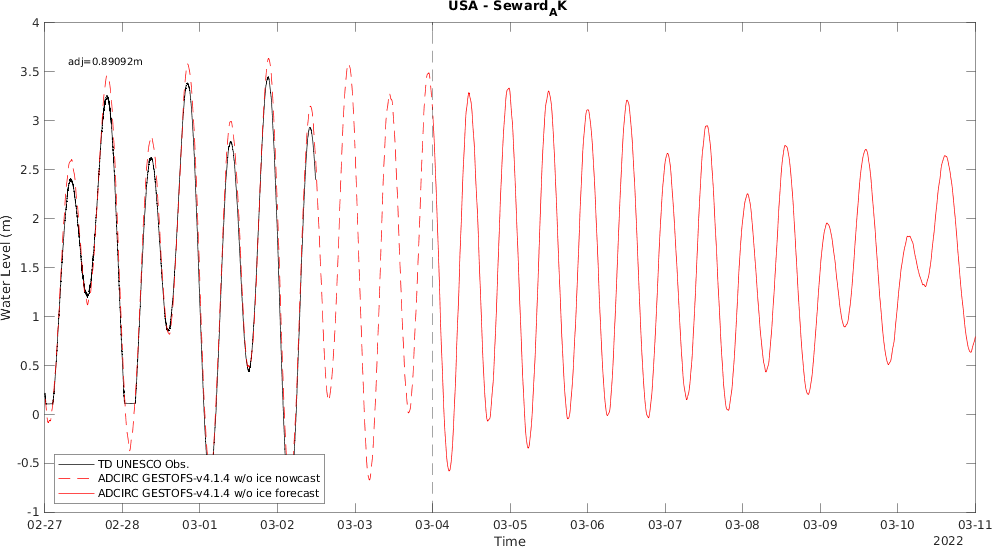 USA - Seward_AK
adj=0.89092m
Water Level (m)
4
3.5
3
2.5
2
1.5
1
0.5
0
-0.5
-1
TD UNESCO Obs.
ADCIRC GESTOFS-v4.1.4 w/o ice nowcast
ADCIRC GESTOFS-v4.1.4 w/o ice forecast
02-27 02-28 03-01 03-02 03-03 03-04 03-05 03-06 03-07 03-08 03-09 03-10 03-11
Time
2022